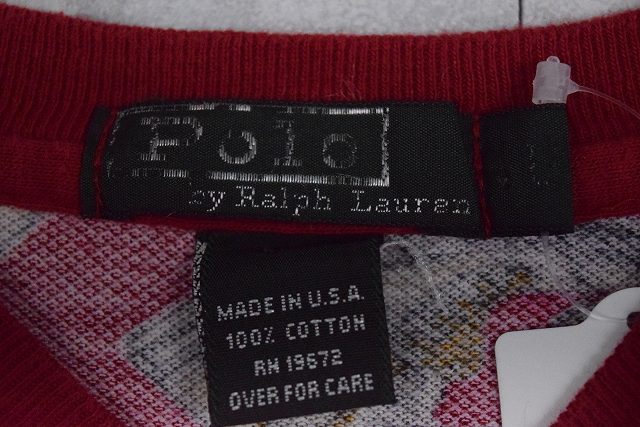 Polo
by Ralph Lauren
MADE IN U.S.A.
100% COTTON
RN 19672
OVER FOR CARE